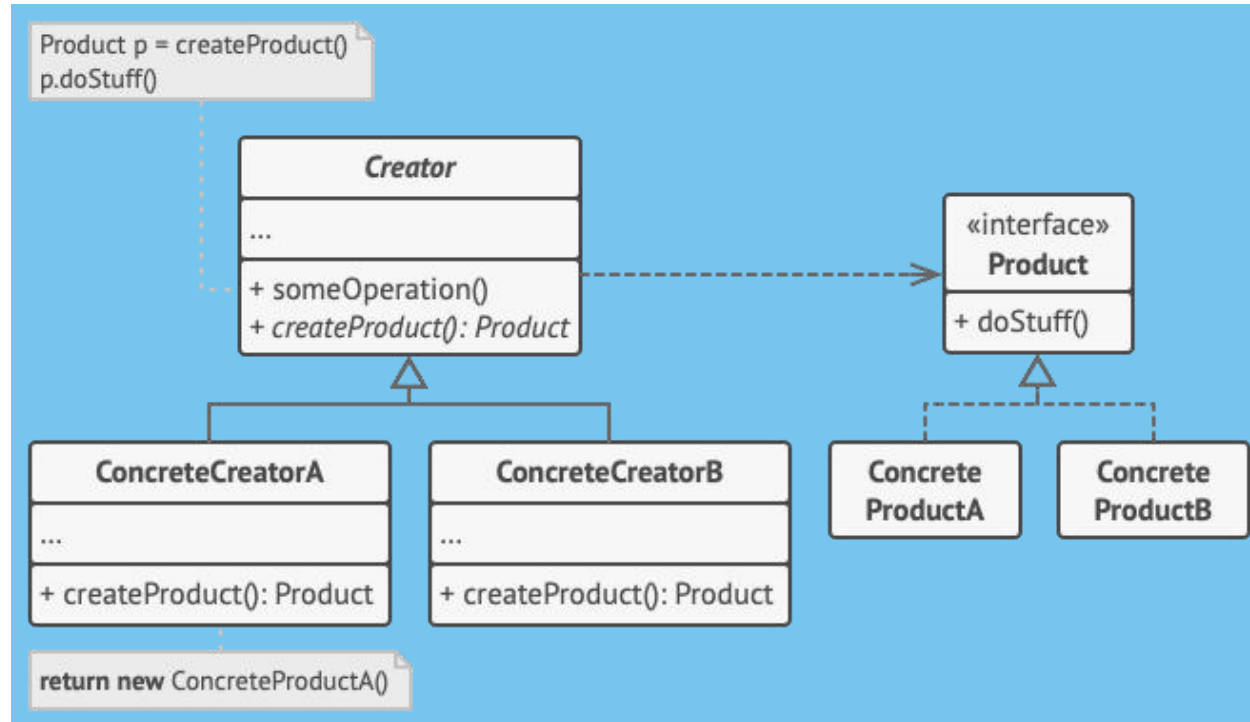 Product p = createProduct()
p.doStuff()
Creator
...
+ someOperation()
+ createProduct(): Product
«interface»
Product
+ doStuff()
ConcreteCreatorA
...
+ createProduct(): Product
ConcreteCreatorB
...
+ createProduct(): Product
Concrete
ProductA
Concrete
ProductB
return new ConcreteProductA()